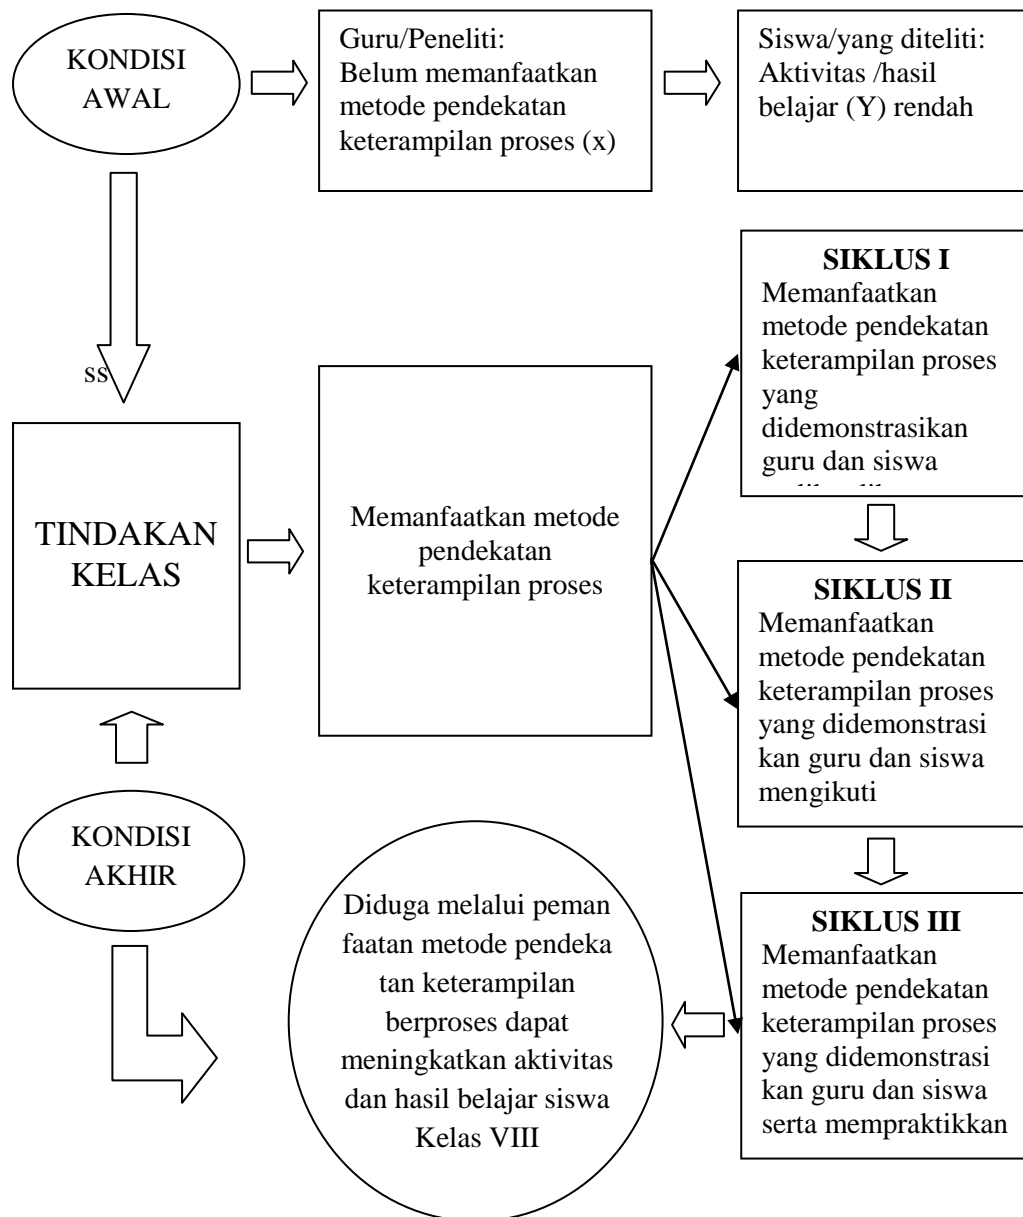 KONDISI
AWAL
Guru/Peneliti:
Belum memanfaatkan
metode pendekatan
keterampilan proses (x)
Siswa/yang diteliti:
Aktivitas /hasil
belajar (Y) rendah
ss
TINDAKAN
KELAS
Memanfaatkan metode
pendekatan
keterampilan proses
SIKLUS I
Memanfaatkan
metode pendekatan
keterampilan proses
yang
didemonstrasikan
guru dan siswa
SIKLUS II
Memanfaatkan
metode pendekatan
keterampilan proses
yang didemonstrasi
kan guru dan siswa
mengikuti
SIKLUS III
Memanfaatkan
metode pendekatan
keterampilan proses
yang didemonstrasi
kan guru dan siswa
serta mempraktikkan
KONDISI
AKHIR
Diduga melalui peman
faatan metode pendeka
tan keterampilan
berproses dapat
meningkatkan aktivitas
dan hasil belajar siswa
Kelas VIII